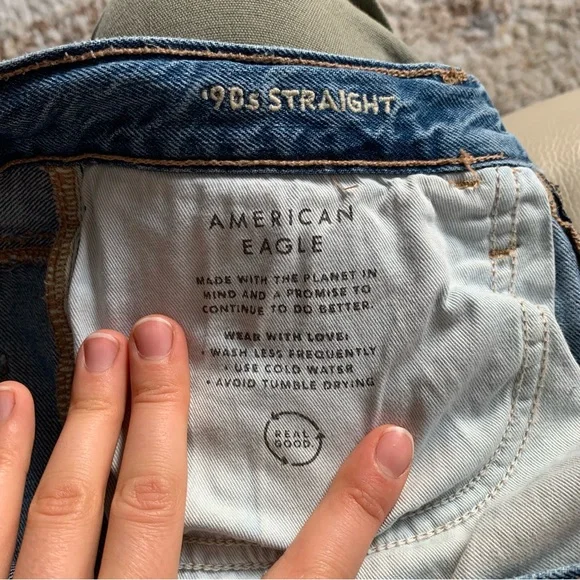 '90s STRAIGHT
AMERICAN
EAGLE
MADE WITH THE PLANET IN
MIND AND A PROMISE TO
CONTINUE TO DO BETTER.
WEAR WITH LOVE:
• WASH LESS FREQUENTLY
• USE COLD WATER
• AVOID TUMBLE DRYING
REAL
GOOD.